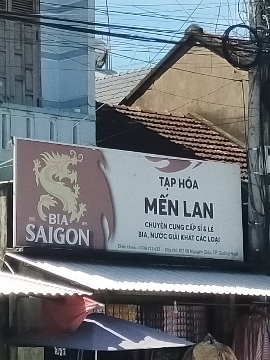 BIA
SAIGON
TẠP HÓA
MẾN LAN
CHUYÊN CUNG CẤP SỈ & LẺ
BIA, NƯỚC GIẢI KHÁT CÁC LOẠI